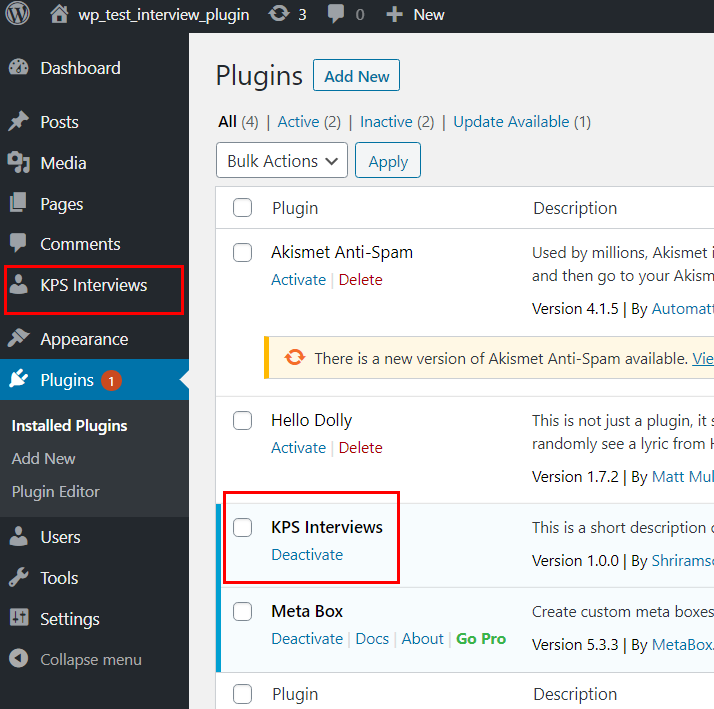 wp_test_interview_plugin 3 0 New
Dashboard
Posts
Media
Pages
Comments
KPS Interviews
Appearance
Plugins 1
Installed Plugins
Add New
Plugin Editor
Users
Tools
Settings
Collapse menu
Plugins Add New
All (4) | Active (2) | Inactive (2) | Update Available (1)
Bulk Actions Apply
Plugin Description
Akismet Anti-Spam
Activate | Delete
Used by millions, Akismet
and then go to your Akism
Version 4.1.5 | By Automatt
There is a new version of Akismet Anti-Spam available. Vie
Hello Dolly
Activate | Delete
This is not just a plugin, it s
randomly see a lyric from H
Version 1.7.2 | By Matt Mul
KPS Interviews
Deactivate
This is a short description
Version 1.0.0 | By Shriramso
Meta Box
Deactivate | Docs | About | Go Pro
Create custom meta boxes
Version 5.3.3 | By MetaBox.
Plugin Description